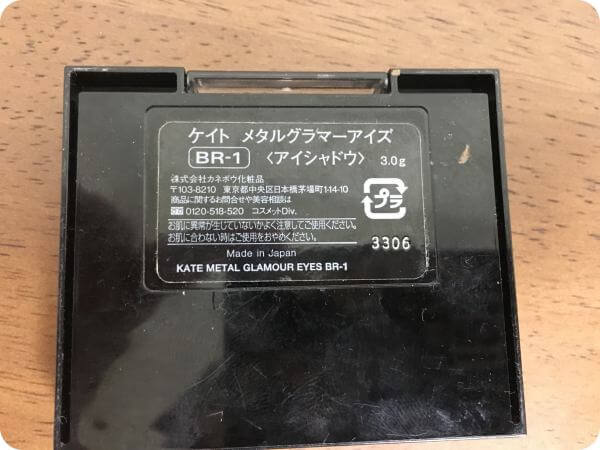 ケイト メタルグラマーアイズ
BR-1 〈アイシャドウ〉 3.0g
株式会社カネボウ化粧品
〒103-8210 東京都中央区日本橋茅場町1-14-10
商品に関するお問合せや美容相談は
0120-518-520 コスメットDiv.
プラ
お肌に異常が生じていないかよく注意してご使用ください。
お肌に合わない時はご使用をおやめください。
3306
Made in Japan
KATE METAL GLAMOUR EYES BR-1